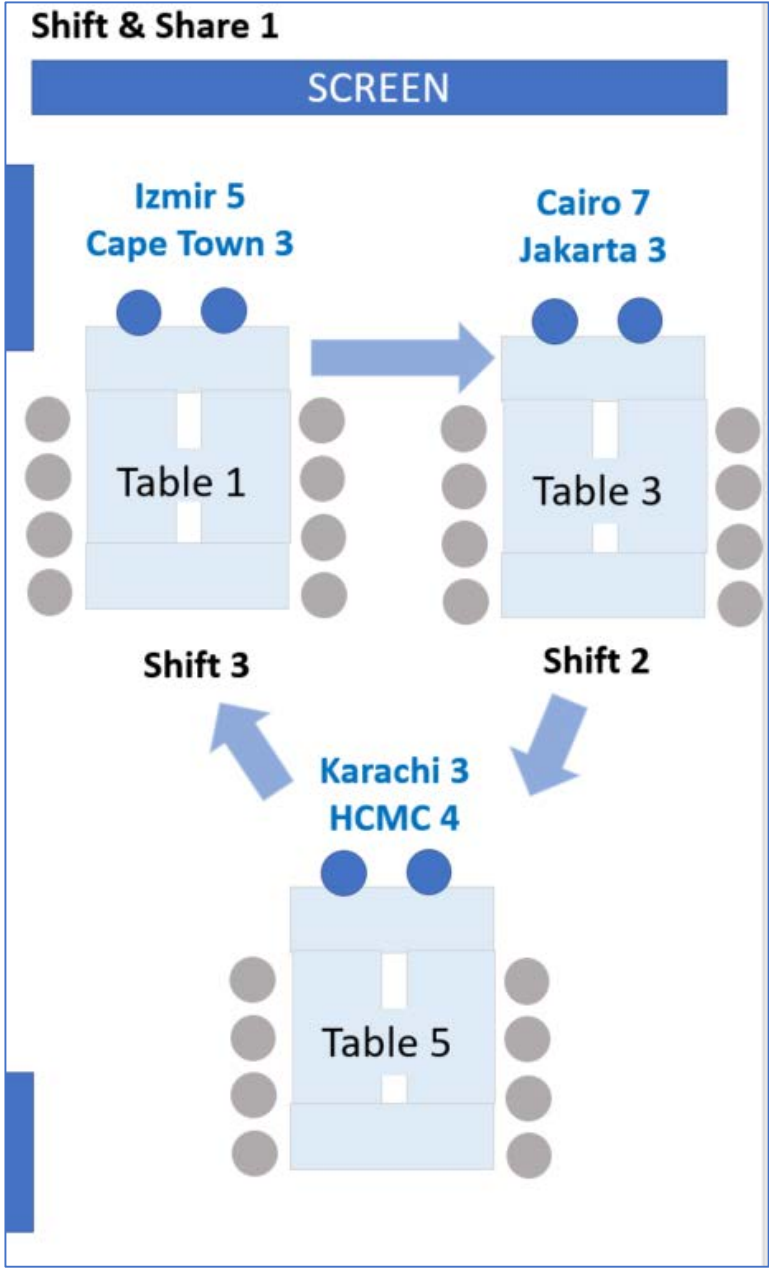 Shift & Share 1
SCREEN
Izmir 5
Cape Town 3
Cairo 7
Jakarta 3
Table 1
Table 3
Shift 3
Shift 2
Karachi 3
HCMC 4
Table 5